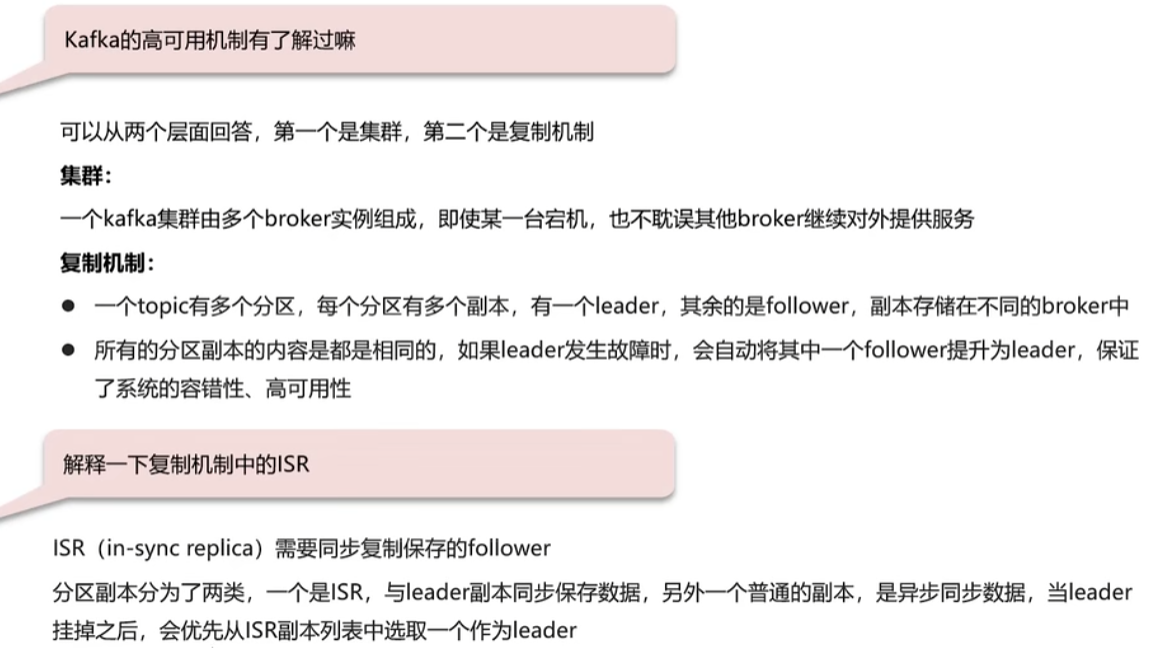 Kafka的高可用机制有了解过嘛
可以从两个层面回答，第一个是集群，第二个是复制机制
集群：
一个kafka集群由多个broker实例组成，即使某一台宕机，也不耽误其他broker继续对外提供服务
复制机制：
● 一个topic有多个分区，每个分区有多个副本，有一个leader，其余的是follower，副本存储在不同的broker中
● 所有的分区副本的内容是都是相同的，如果leader发生故障时，会自动将其中一个follower提升为leader，保证
了系统的容错性、高可用性
解释一下复制机制中的ISR
ISR（in-sync replica）需要同步复制保存的follower
分区副本分为了两类，一个是ISR，与leader副本同步保存数据，另外一个普通的副本，是异步同步数据，当leader
挂掉之后，会优先从ISR副本列表中选取一个作为leader